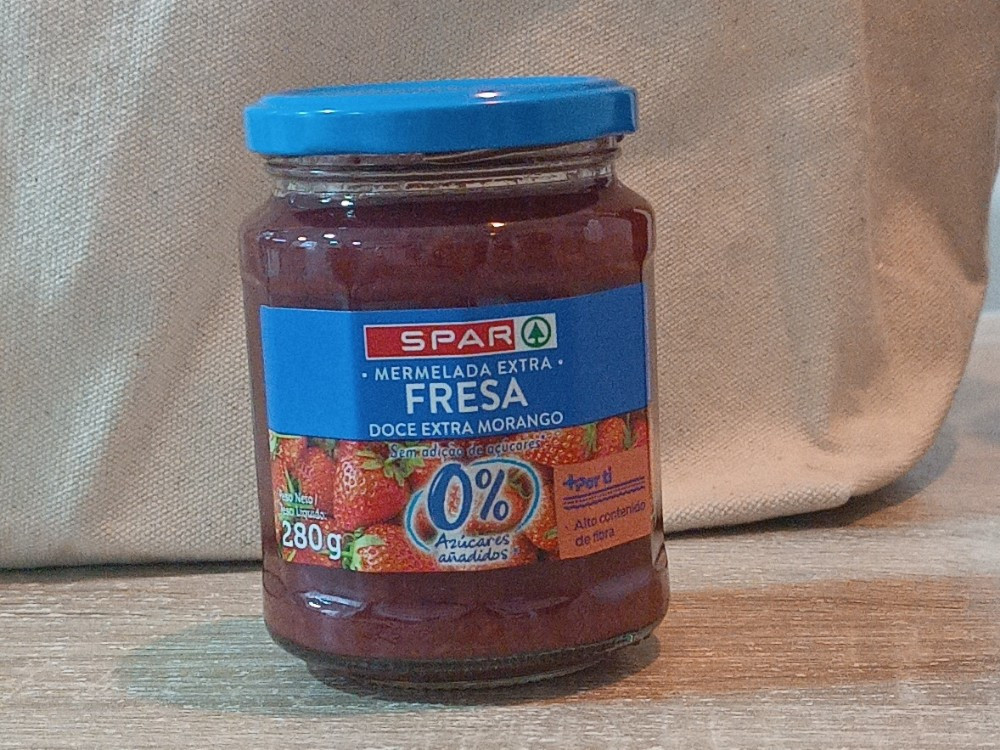 SPAR
• MERMELADA EXTRA •
FRESA
DOCE EXTRA MORANGO
Sem adição de açúcares*
0%
Azúcares
añadidos*
+por ti
Alto contenido
de fibra
Peso Neto /
Peso Líquido:
280 g